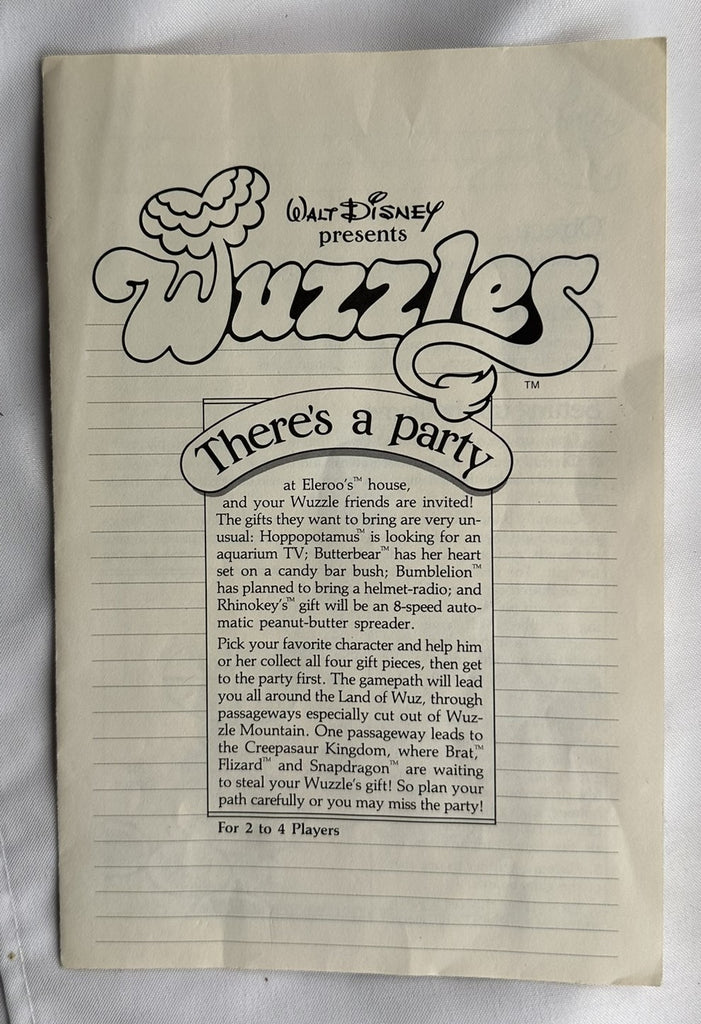 WALT DISNEY
presents
Wuzzles
TM
There's a party
at Eleroo's™ house,
and your Wuzzle friends are invited!
The gifts they want to bring are very un-
usual: Hoppopotamus™ is looking for an
aquarium TV; Butterbear™ has her heart
set on a candy bar bush; Bumblelion™
has planned to bring a helmet-radio; and
Rhinokey's™ gift will be an 8-speed auto-
matic peanut-butter spreader.
Pick your favorite character and help him
or her collect all four gift pieces, then get
to the party first. The gamepath will lead
you all around the Land of Wuz, through
passageways especially cut out of Wuz-
zle Mountain. One passageway leads to
the Creepasaur Kingdom, where Brat,™
Flizard™ and Snapdragon™ are waiting
to steal your Wuzzle's gift! So plan your
path carefully or you may miss the party!
For 2 to 4 Players